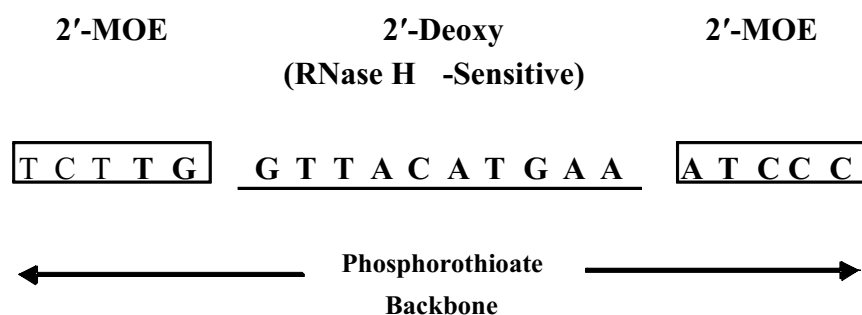 2′-MOE 2′-Deoxy 2′-MOE
(RNase H -Sensitive)
T C T T G G T T A C A T G A A A T C C C
Phosphorothioate
Backbone